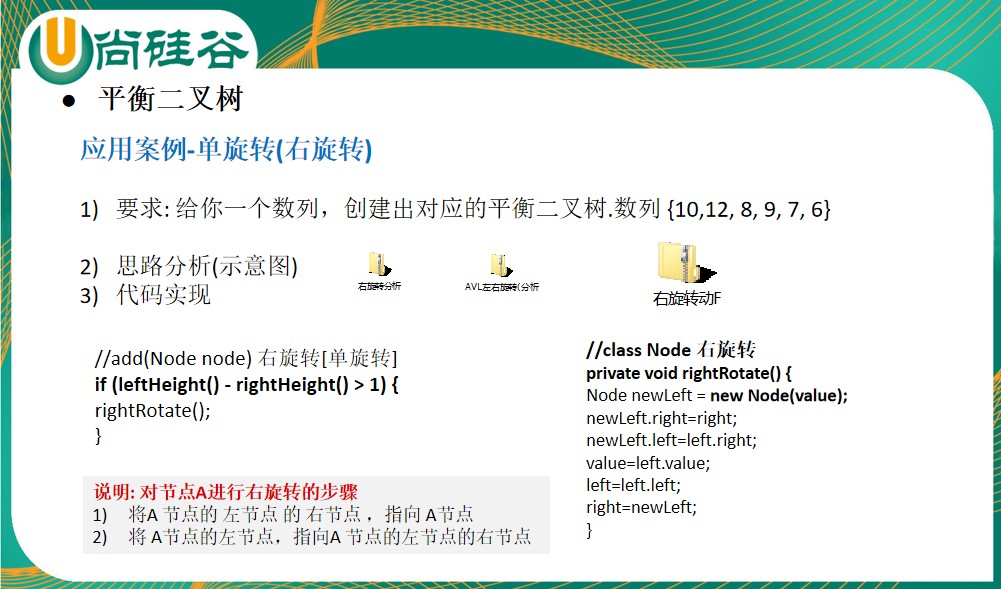 尚硅谷
● 平衡二叉树
应用案例-单旋转(右旋转)
1) 要求: 给你一个数列，创建出对应的平衡二叉树.数列 {10,12, 8, 9, 7, 6}
2) 思路分析(示意图)
右旋转分析
AVL左右旋转(分析
右旋转动F
3) 代码实现
//add(Node node) 右旋转[单旋转]
if (leftHeight() - rightHeight() > 1) {
rightRotate();
}
说明: 对节点A进行右旋转的步骤
1) 将A 节点的 左节点 的 右节点 ，指向 A节点
2) 将 A节点的左节点，指向A 节点的左节点的右节点
//class Node 右旋转
private void rightRotate() {
Node newLeft = new Node(value);
newLeft.right=right;
newLeft.left=left.right;
value=left.value;
left=left.left;
right=newLeft;
}